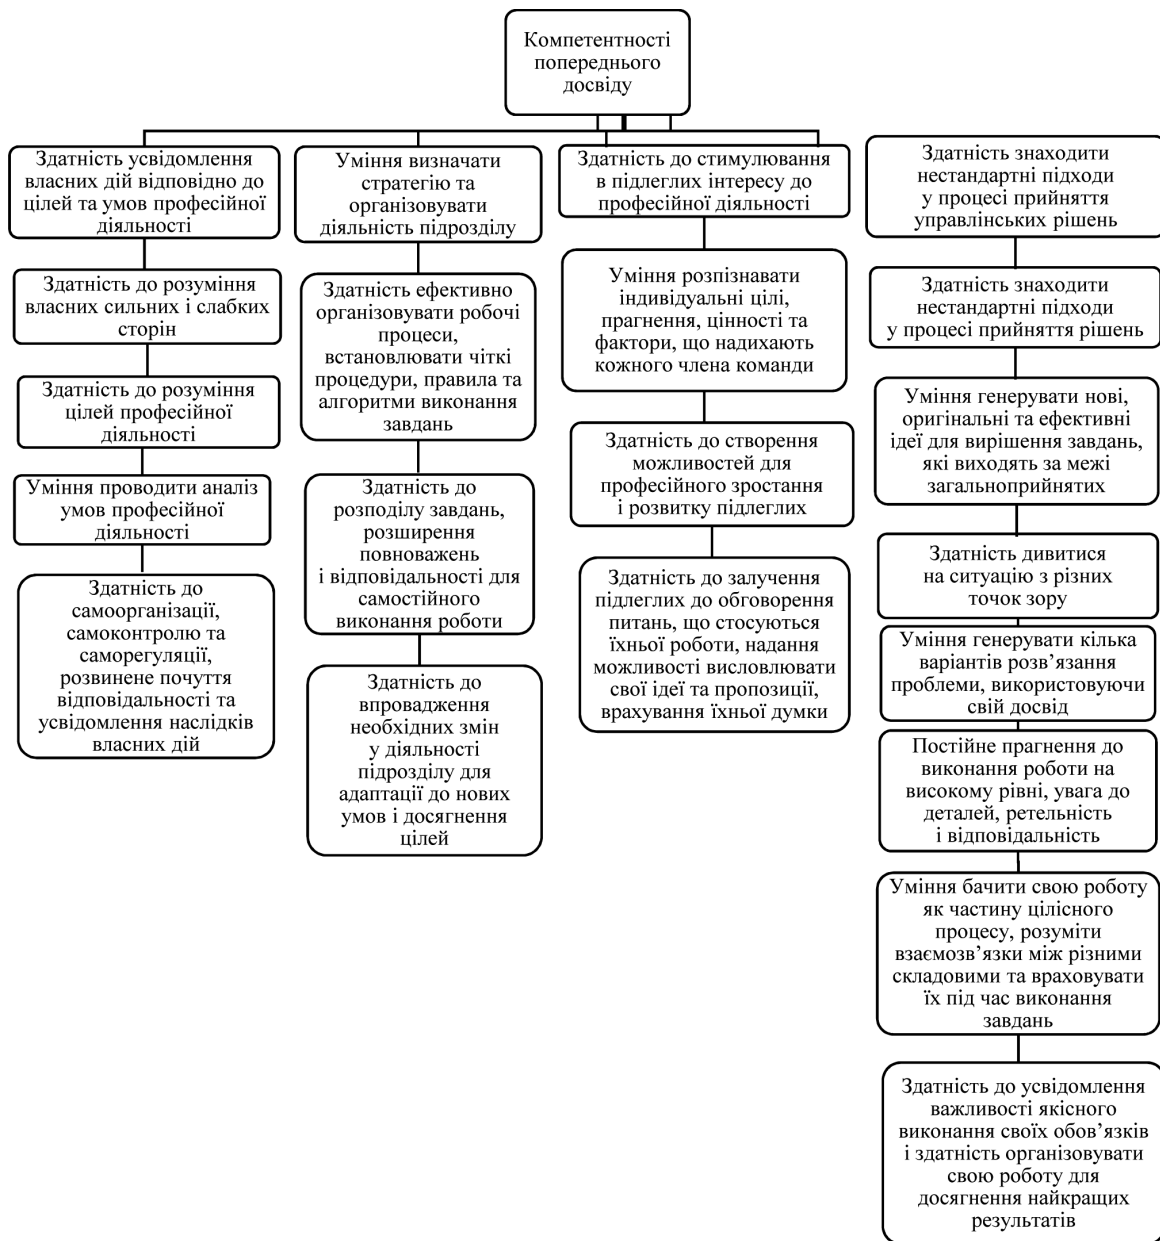 Компетентності
попереднього
досвіду
Здатність усвідомлення
власних дій відповідно до
цілей та умов професійної
діяльності
Здатність до розуміння
власних сильних і слабких
сторін
Здатність до розуміння
цілей професійної
діяльності
Уміння проводити аналіз
умов професійної
діяльності
Здатність до
самоорганізації,
самоконтролю та
саморегуляції,
розвинене почуття
відповідальності та
усвідомлення наслідків
власних дій
Уміння визначати
стратегію та
організовувати
діяльність підрозділу
Здатність ефективно
організовувати робочі
процеси,
встановлювати чіткі
процедури, правила та
алгоритми виконання
завдань
Здатність до
розподілу завдань,
розширення
повноважень
і відповідальності для
самостійного
виконання роботи
Здатність до
впровадження
необхідних змін
у діяльності
підрозділу для
адаптації до нових
умов і досягнення
цілей
Здатність до стимулювання
в підлеглих інтересу до
професійної діяльності
Уміння розпізнавати
індивідуальні цілі,
прагнення, цінності та
фактори, що надихають
кожного члена команди
Здатність до створення
можливостей для
професійного зростання
і розвитку підлеглих
Здатність до залучення
підлеглих до обговорення
питань, що стосуються
їхньої роботи, надання
можливості висловлювати
свої ідеї та пропозиції,
врахування їхньої думки
Здатність знаходити
нестандартні підходи
у процесі прийняття
управлінських рішень
Здатність знаходити
нестандартні підходи
у процесі прийняття рішень
Уміння генерувати нові,
оригінальні та ефективні
ідеї для вирішення завдань,
які виходять за межі
загальноприйнятих
Здатність дивитися
на ситуацію з різних
точок зору
Уміння генерувати кілька
варіантів розв’язання
проблеми, використовуючи
свій досвід
Постійне прагнення до
виконання роботи на
високому рівні, увага до
деталей, ретельність
і відповідальність
Уміння бачити свою роботу
як частину цілісного
процесу, розуміти
взаємозв’язки між різними
складовими та враховувати
їх під час виконання
завдань
Здатність до усвідомлення
важливості якісного
виконання своїх обов’язків
і здатність організовувати
свою роботу для
досягнення найкращих
результатів